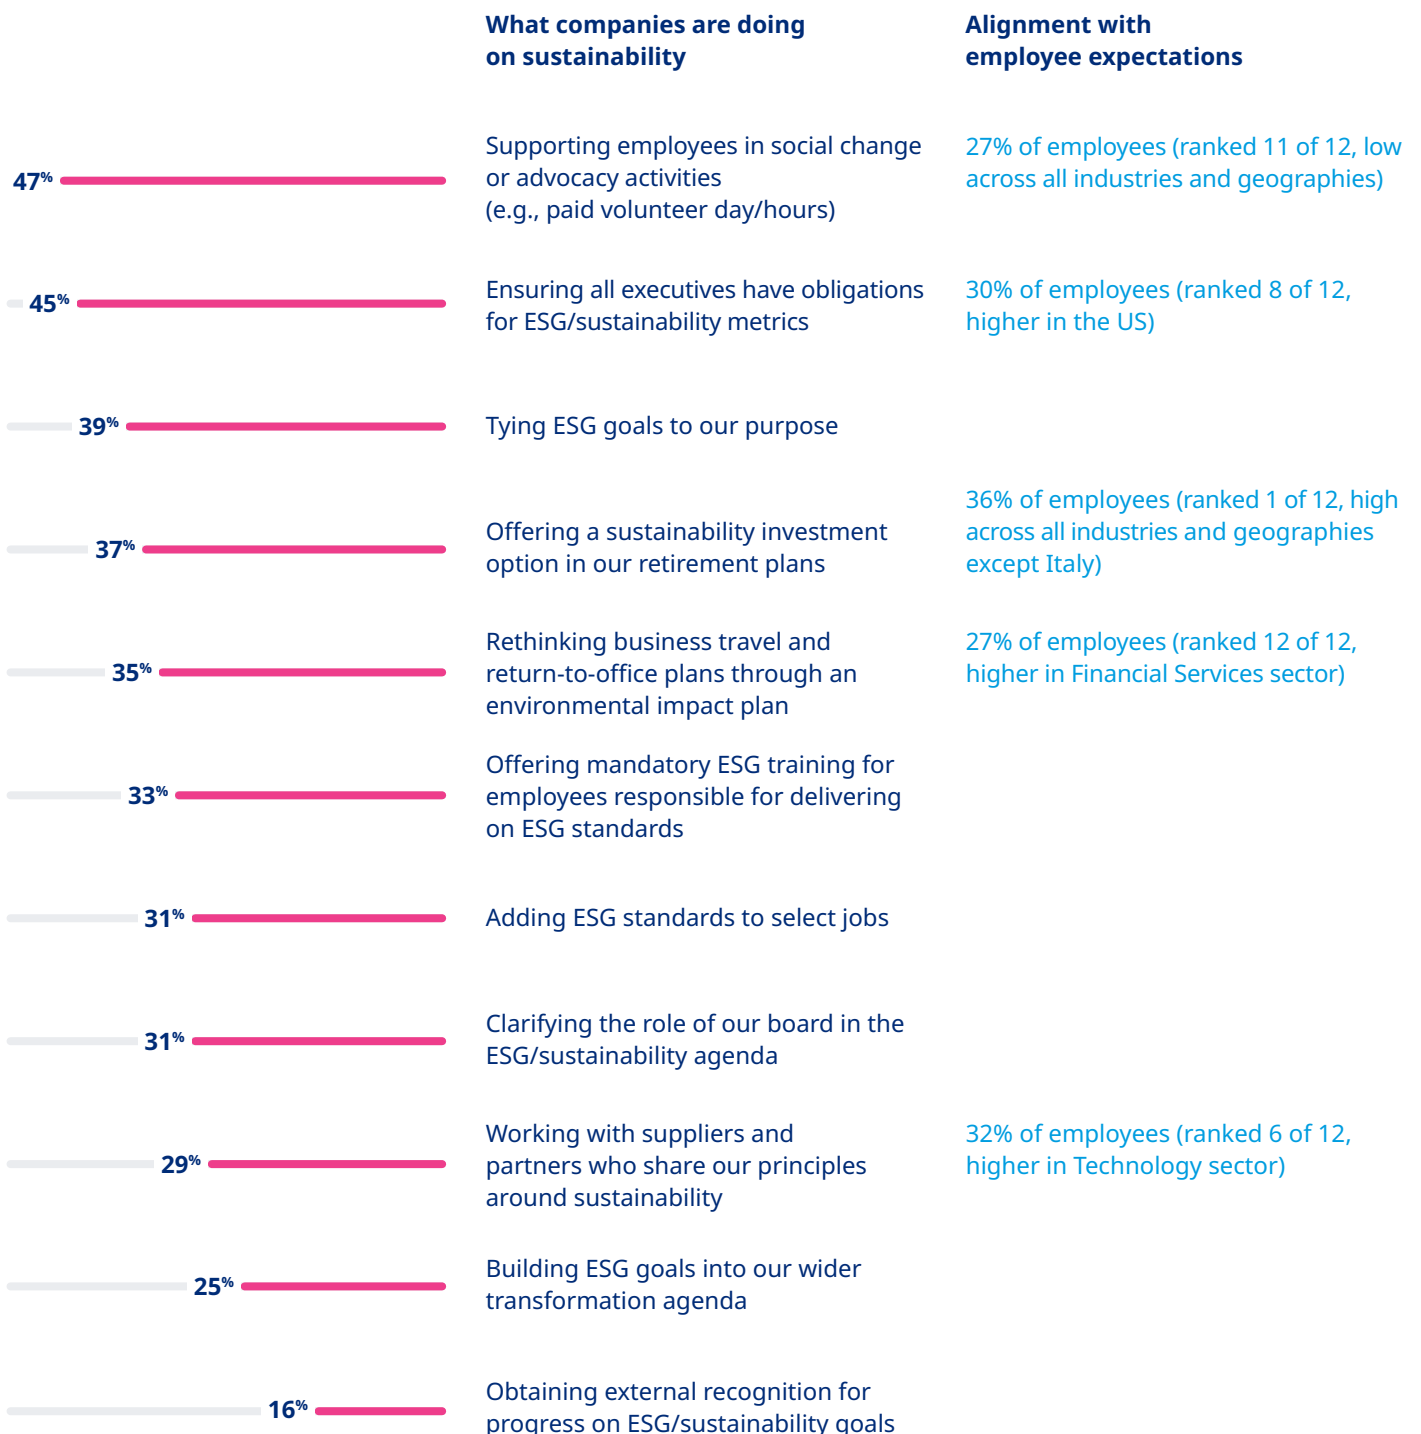 What companies are doing
on sustainability
Alignment with
employee expectations
47%
Supporting employees in social change
or advocacy activities
(e.g., paid volunteer day/hours)
27% of employees (ranked 11 of 12, low
across all industries and geographies)
45%
Ensuring all executives have obligations
for ESG/sustainability metrics
30% of employees (ranked 8 of 12,
higher in the US)
39%
Tying ESG goals to our purpose
37%
Offering a sustainability investment
option in our retirement plans
36% of employees (ranked 1 of 12, high
across all industries and geographies
except Italy)
35%
Rethinking business travel and
return-to-office plans through an
environmental impact plan
27% of employees (ranked 12 of 12,
higher in Financial Services sector)
33%
Offering mandatory ESG training for
employees responsible for delivering
on ESG standards
31%
Adding ESG standards to select jobs
31%
Clarifying the role of our board in the
ESG/sustainability agenda
29%
Working with suppliers and
partners who share our principles
around sustainability
32% of employees (ranked 6 of 12,
higher in Technology sector)
25%
Building ESG goals into our wider
transformation agenda
16%
Obtaining external recognition for
progress on ESG/sustainability goals